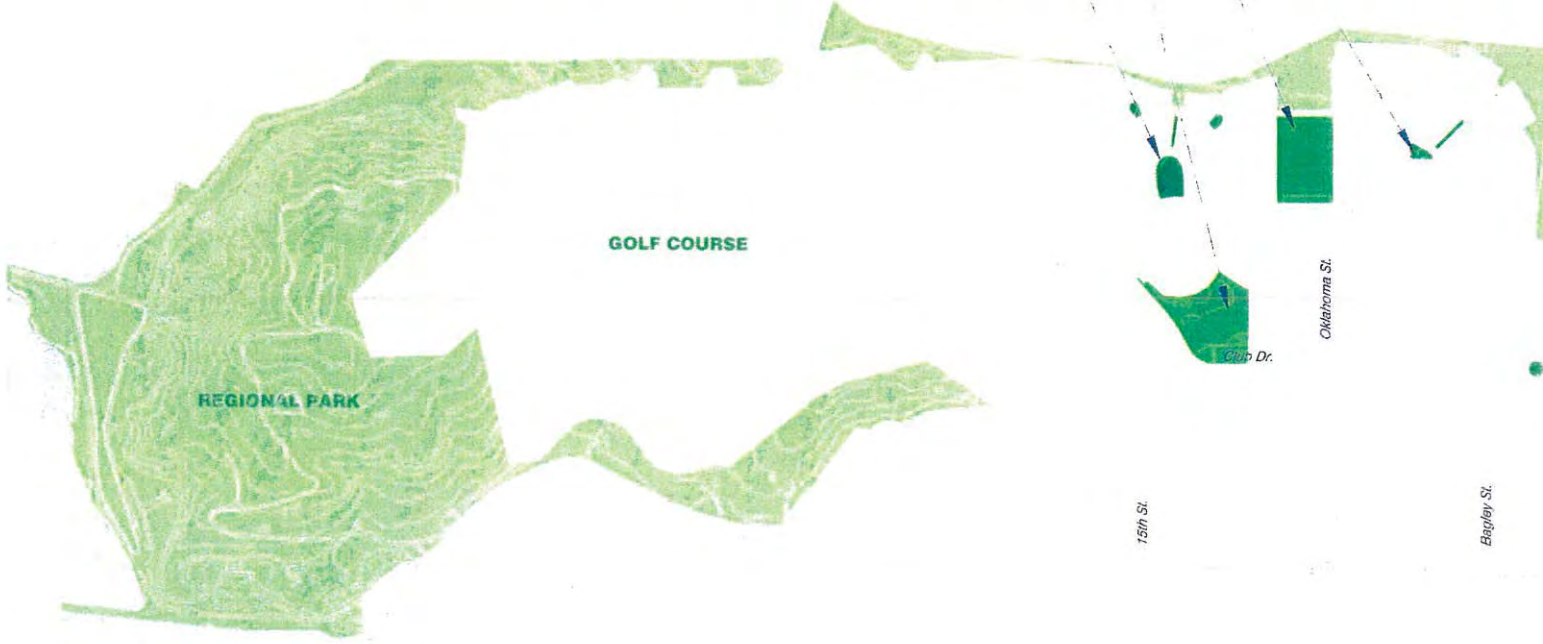 GOLF COURSE
Oklahoma St.
Club Dr.
REGIONAL PARK
15th St.
Bagley St.